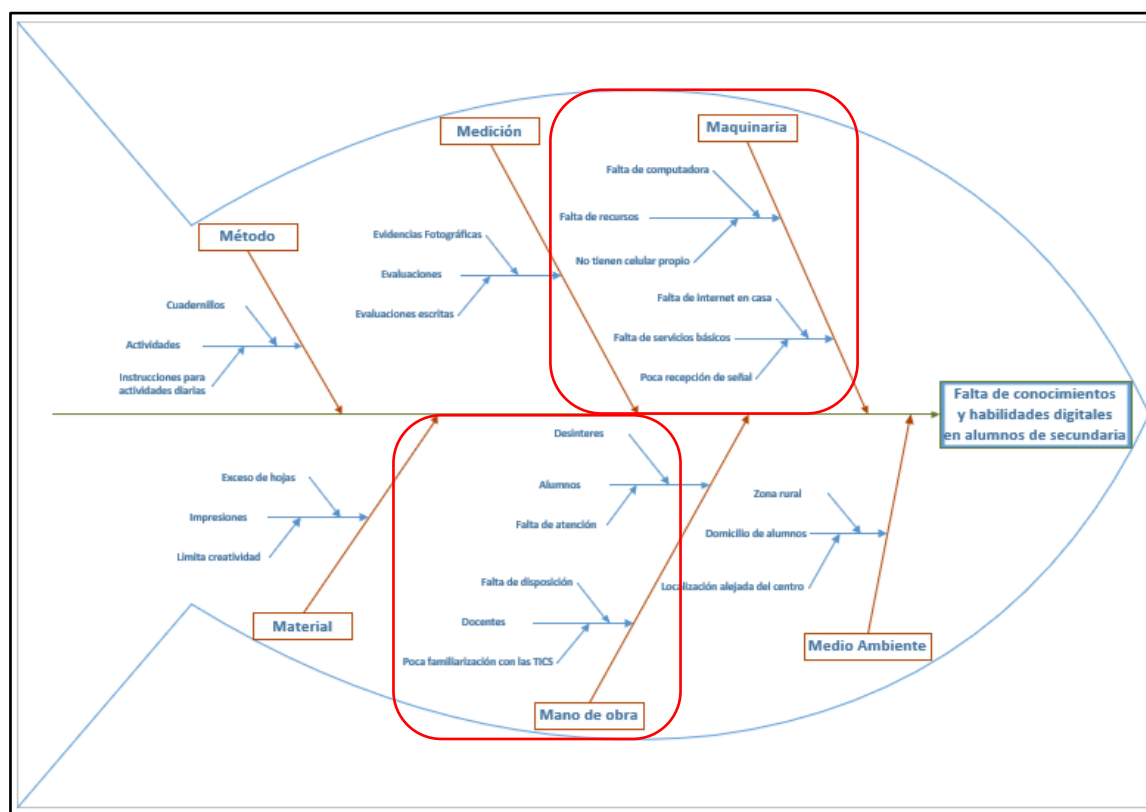 Medición
Maquinaria
Falta de computadora
Falta de recursos
No tienen celular propio
Falta de internet en casa
Falta de servicios básicos
Poca recepción de señal
Evidencias Fotográficas
Evaluaciones
Evaluaciones escritas
Método
Cuadernillos
Actividades
Instrucciones para
actividades diarias
Falta de conocimientos
y habilidades digitales
en alumnos de secundaria
Exceso de hojas
Impresiones
Limita creatividad
Material
Desinteres
Alumnos
Falta de atención
Falta de disposición
Docentes
Poca familiarización con las TICS
Mano de obra
Zona rural
Domicilio de alumnos
Localización alejada del centro
Medio Ambiente